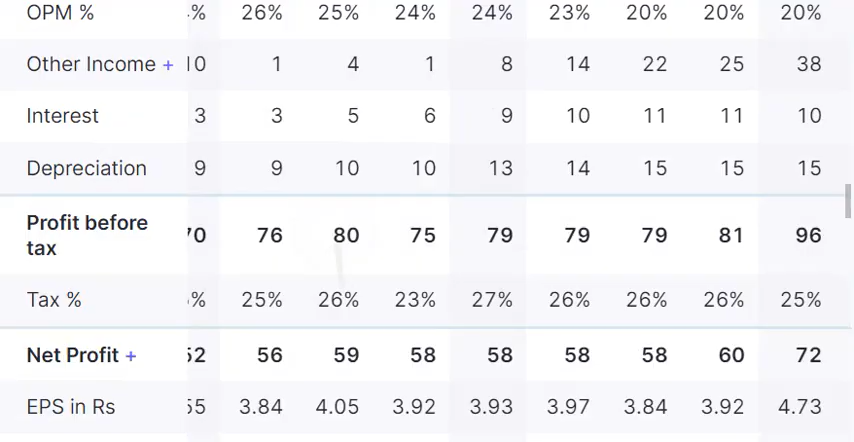 OPM % % 26% 25% 24% 24% 23% 20% 20% 20%
Other Income + 10 1 4 1 8 14 22 25 38
Interest 3 3 5 6 9 10 11 11 10
Depreciation 9 9 10 10 13 14 15 15 15
Profit before
tax 70 76 80 75 79 79 79 81 96
Tax % % 25% 26% 23% 27% 26% 26% 26% 25%
Net Profit + 52 56 59 58 58 58 58 60 72
EPS in Rs 55 3.84 4.05 3.92 3.93 3.97 3.84 3.92 4.73